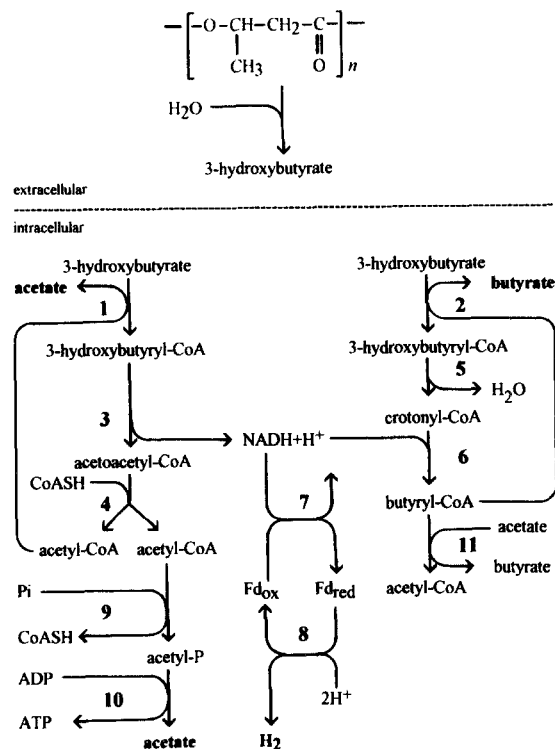 O–CH–CH2–C
CH3 O n
H2O
3-hydroxybutyrate
extracellular
intracellular
3-hydroxybutyrate 3-hydroxybutyrate
acetate butyrate
1 2
3-hydroxybutyryl-CoA 3-hydroxybutyryl-CoA
5
H2O
3 crotonyl-CoA
NADH+H+
acetoacetyl-CoA 6
CoASH 7
4 butyryl-CoA
acetate
acetyl-CoA acetyl-CoA 11
butyrate
Pi Fdox Fdred acetyl-CoA
9
CoASH 8
acetyl-P
ADP
10 2H+
ATP
acetate H2